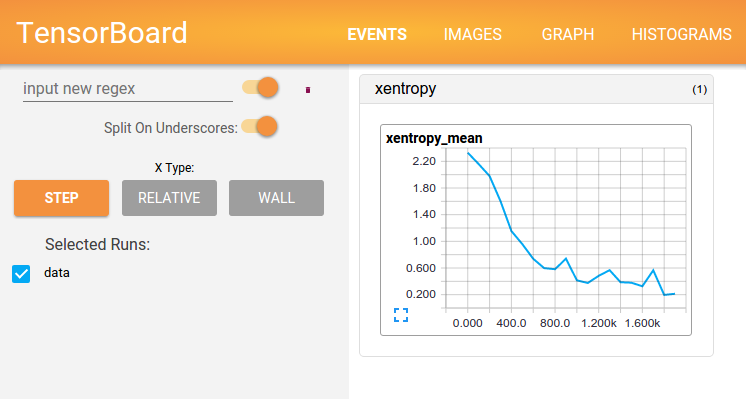 TensorBoard
EVENTS IMAGES GRAPH HISTOGRAMS
input new regex
Split On Underscores:
X Type:
STEP RELATIVE WALL
Selected Runs:
data
xentropy (1)
xentropy_mean
2.20
1.80
1.40
1.00
0.600
0.200
0.000 400.0 800.0 1.200k 1.600k